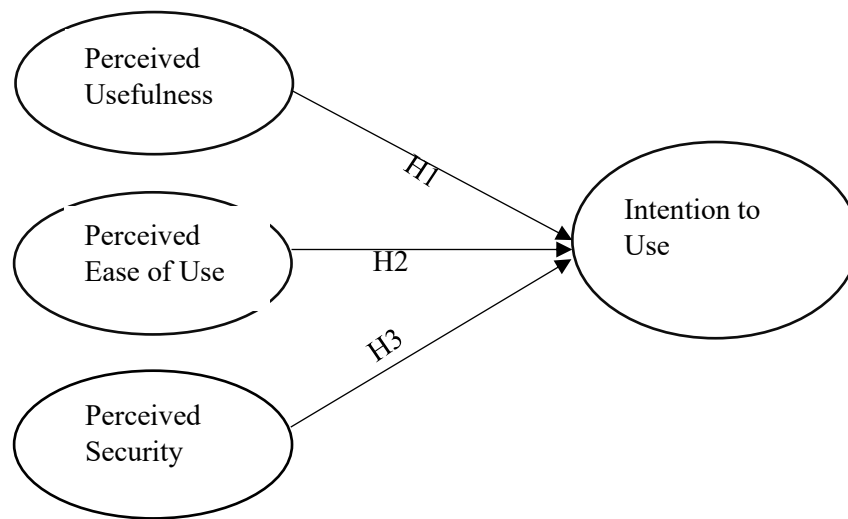 Perceived
Usefulness
H1
Perceived
Ease of Use
H2
Intention to
Use
H3
Perceived
Security